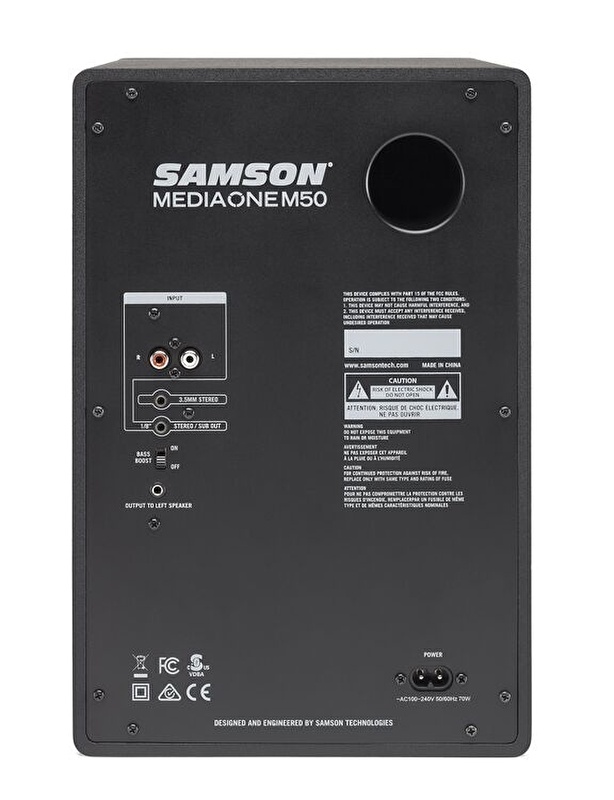 SAMSON
MEDIAONE M50
INPUT
R L
3.5MM STEREO
1/8" STEREO / SUB OUT
BASS BOOST
ON
OFF
OUTPUT TO LEFT SPEAKER
THIS DEVICE COMPLIES WITH PART 15 OF THE FCC RULES.
OPERATION IS SUBJECT TO THE FOLLOWING TWO CONDITIONS:
1. THIS DEVICE MAY NOT CAUSE HARMFUL INTERFERENCE, AND
2. THIS DEVICE MUST ACCEPT ANY INTERFERENCE RECEIVED,
INCLUDING INTERFERENCE RECEIVED THAT MAY CAUSE
UNDESIRED OPERATION
S/N
www.samsontech.com MADE IN CHINA
CAUTION
RISK OF ELECTRIC SHOCK
DO NOT OPEN
ATTENTION: RISQUE DE CHOC ÉLECTRIQUE,
NE PAS OUVRIR
WARNING
DO NOT EXPOSE THIS EQUIPMENT
TO RAIN OR MOISTURE
AVERTISSEMENT
NE PAS EXPOSER CET APPAREIL
À LA PLUIE OU À L'HUMIDITÉ
CAUTION
FOR CONTINUED PROTECTION AGAINST RISK OF FIRE,
REPLACE ONLY WITH SAME TYPE AND RATING OF FUSE
ATTENTION
POUR NE PAS COMPROMETTRE LA PROTECTION CONTRE LES
RISQUES D'INCENDIE, REMPLACERPAR UN FUSIBLE DE MÊME
TYPE ET DE MÊMES CARACTÉRISTIQUES NOMINALES
FC C US
VDBA
CE
POWER
~AC100-240V 50/60Hz 70W
DESIGNED AND ENGINEERED BY SAMSON TECHNOLOGIES